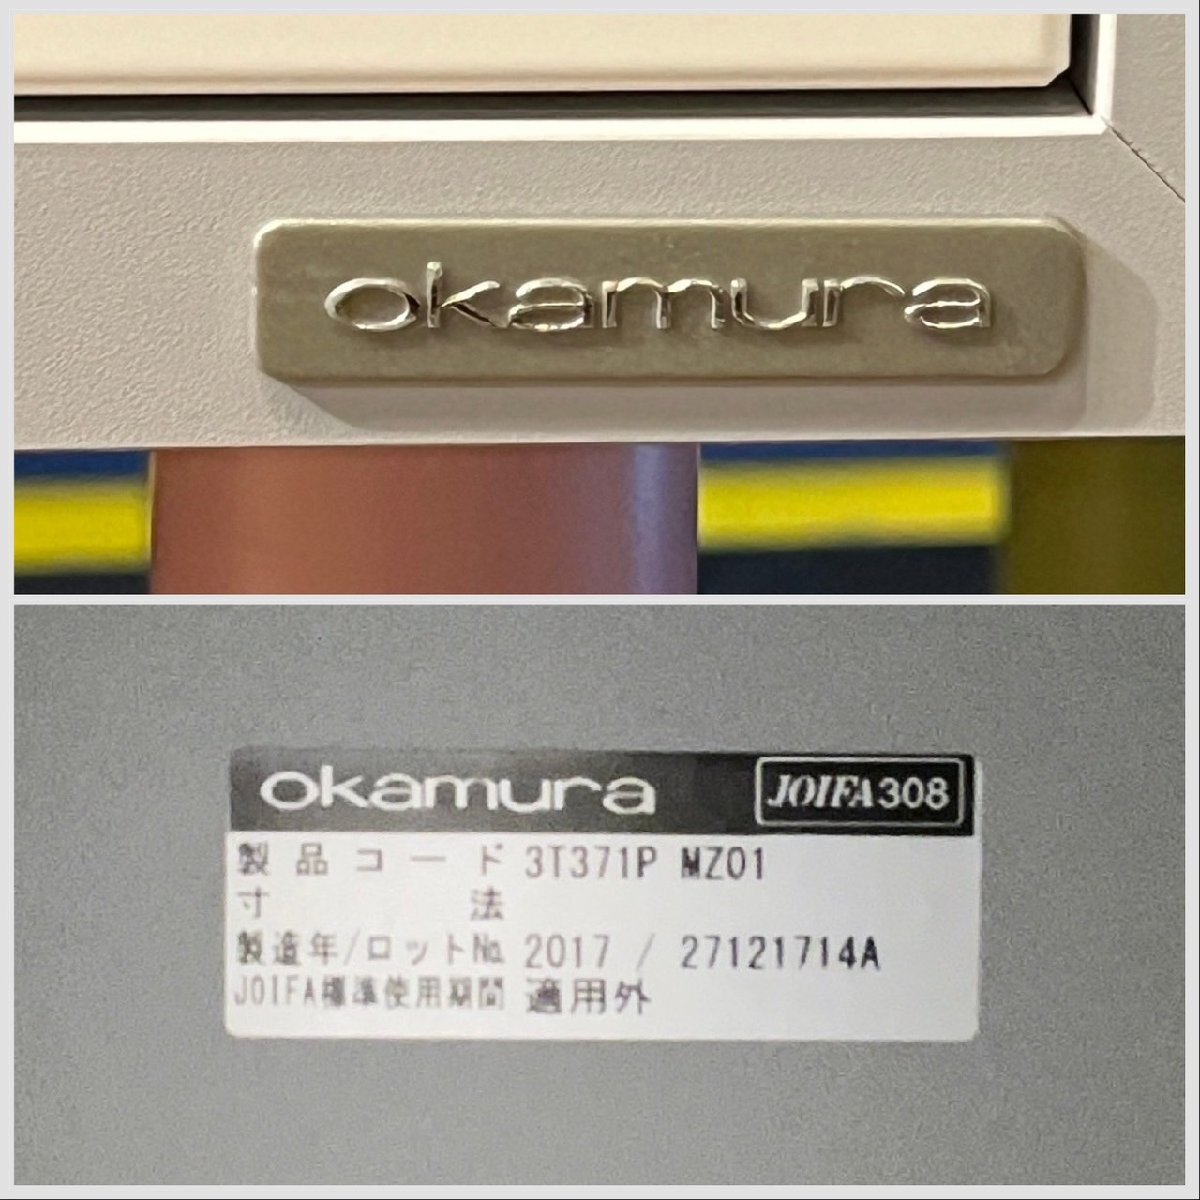 okamura
okamura JOIFA308
製品コード 3T371P MZ01
寸法
製造年/ロット№ 2017 / 27121714A
JOIFA標準使用期間 適用外